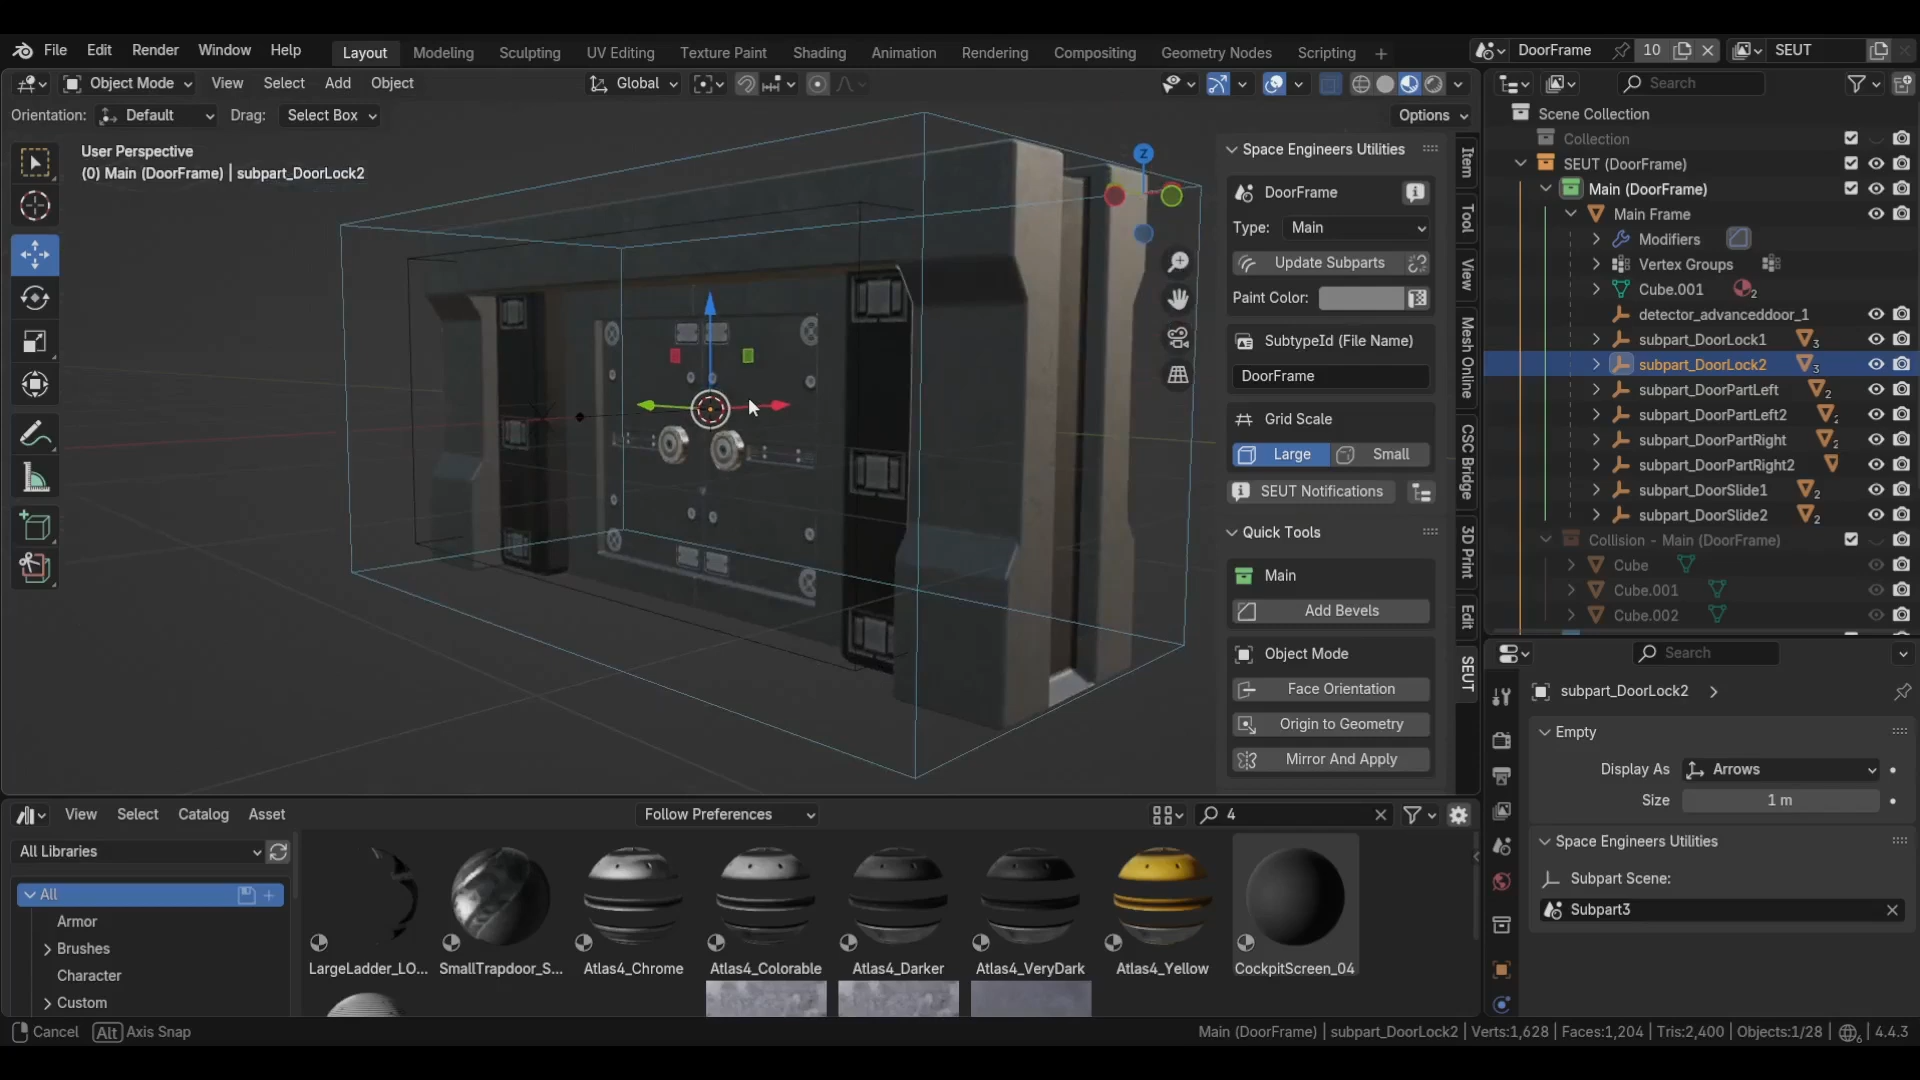 File Edit Render Window Help Layout Modeling Sculpting UV Editing Texture Paint Shading Animation Rendering Compositing Geometry Nodes Scripting + DoorFrame 10 SEUT
Object Mode View Select Add Object Global Search
Orientation: Default Drag: Select Box Options
User Perspective
(0) Main (DoorFrame) | subpart_DoorLock2
Z
Space Engineers Utilities
DoorFrame
Type: Main
Update Subparts
Paint Color:
SubtypeId (File Name)
DoorFrame
Grid Scale
Large Small
SEUT Notifications
Quick Tools
Main
Add Bevels
Object Mode
Face Orientation
Origin to Geometry
Mirror And Apply
Item
Tool
View
Mesh Online
CSC Bridge
3D Print
Edit
SEUT
Scene Collection
Collection
SEUT (DoorFrame)
Main (DoorFrame)
Main Frame
Modifiers
Vertex Groups
Cube.001 2
detector_advanceddoor_1
subpart_DoorLock1 3
subpart_DoorLock2 3
subpart_DoorPartLeft 2
subpart_DoorPartLeft2 2
subpart_DoorPartRight 2
subpart_DoorPartRight2
subpart_DoorSlide1 2
subpart_DoorSlide2 2
Collision - Main (DoorFrame)
Cube
Cube.001
Cube.002
Search
subpart_DoorLock2
Empty
Display As Arrows
Size 1 m
Space Engineers Utilities
Subpart Scene:
Subpart3
View Select Catalog Asset Follow Preferences 4
All Libraries
All
Armor
Brushes
Character
Custom
LargeLadder_LO... SmallTrapdoor_S... Atlas4_Chrome Atlas4_Colorable Atlas4_Darker Atlas4_VeryDark Atlas4_Yellow CockpitScreen_04
Cancel Alt Axis Snap Main (DoorFrame) | subpart_DoorLock2 | Verts:1,628 | Faces:1,204 | Tris:2,400 | Objects:1/28 | 6 | 4.4.3